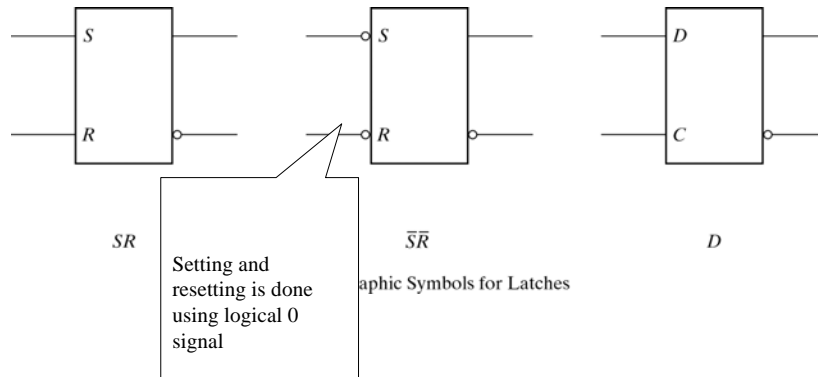 S S D
R R C
SR S̅R̅ D
Setting and
resetting is done
using logical 0
signal
aphic Symbols for Latches